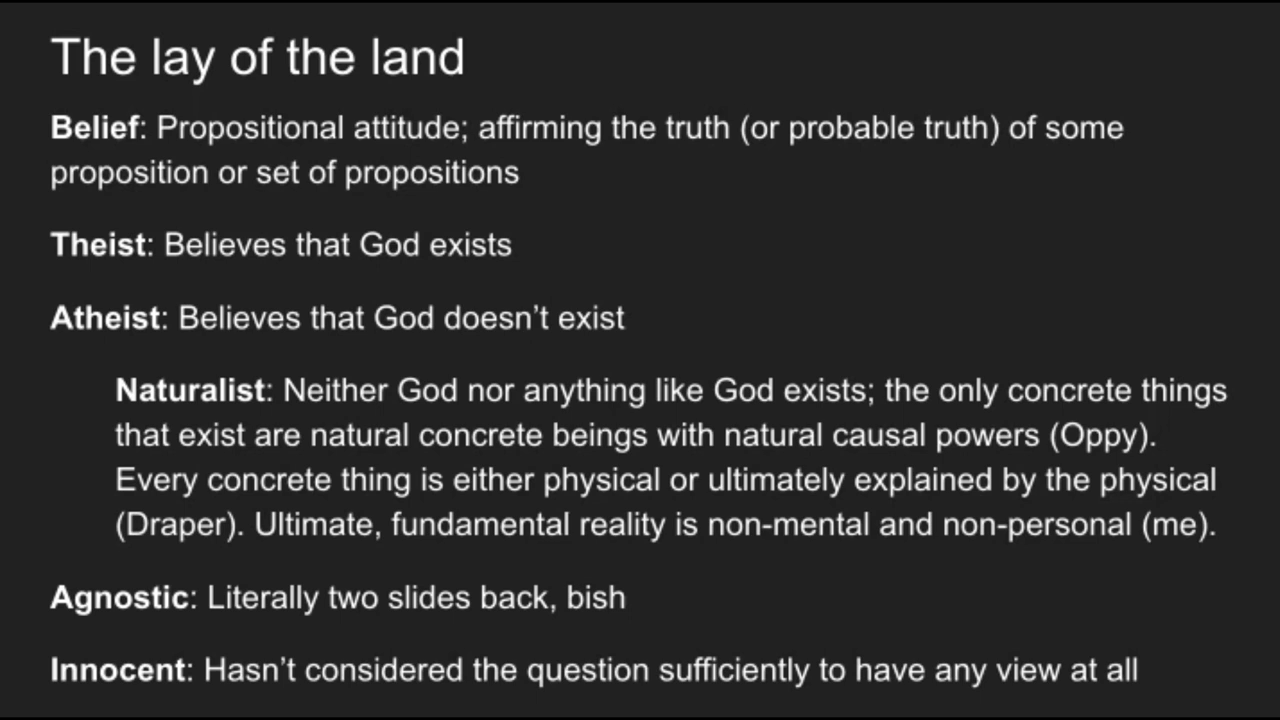 The lay of the land
Belief: Propositional attitude; affirming the truth (or probable truth) of some
proposition or set of propositions
Theist: Believes that God exists
Atheist: Believes that God doesn’t exist
Naturalist: Neither God nor anything like God exists; the only concrete things
that exist are natural concrete beings with natural causal powers (Oppy).
Every concrete thing is either physical or ultimately explained by the physical
(Draper). Ultimate, fundamental reality is non-mental and non-personal (me).
Agnostic: Literally two slides back, bish
Innocent: Hasn’t considered the question sufficiently to have any view at all